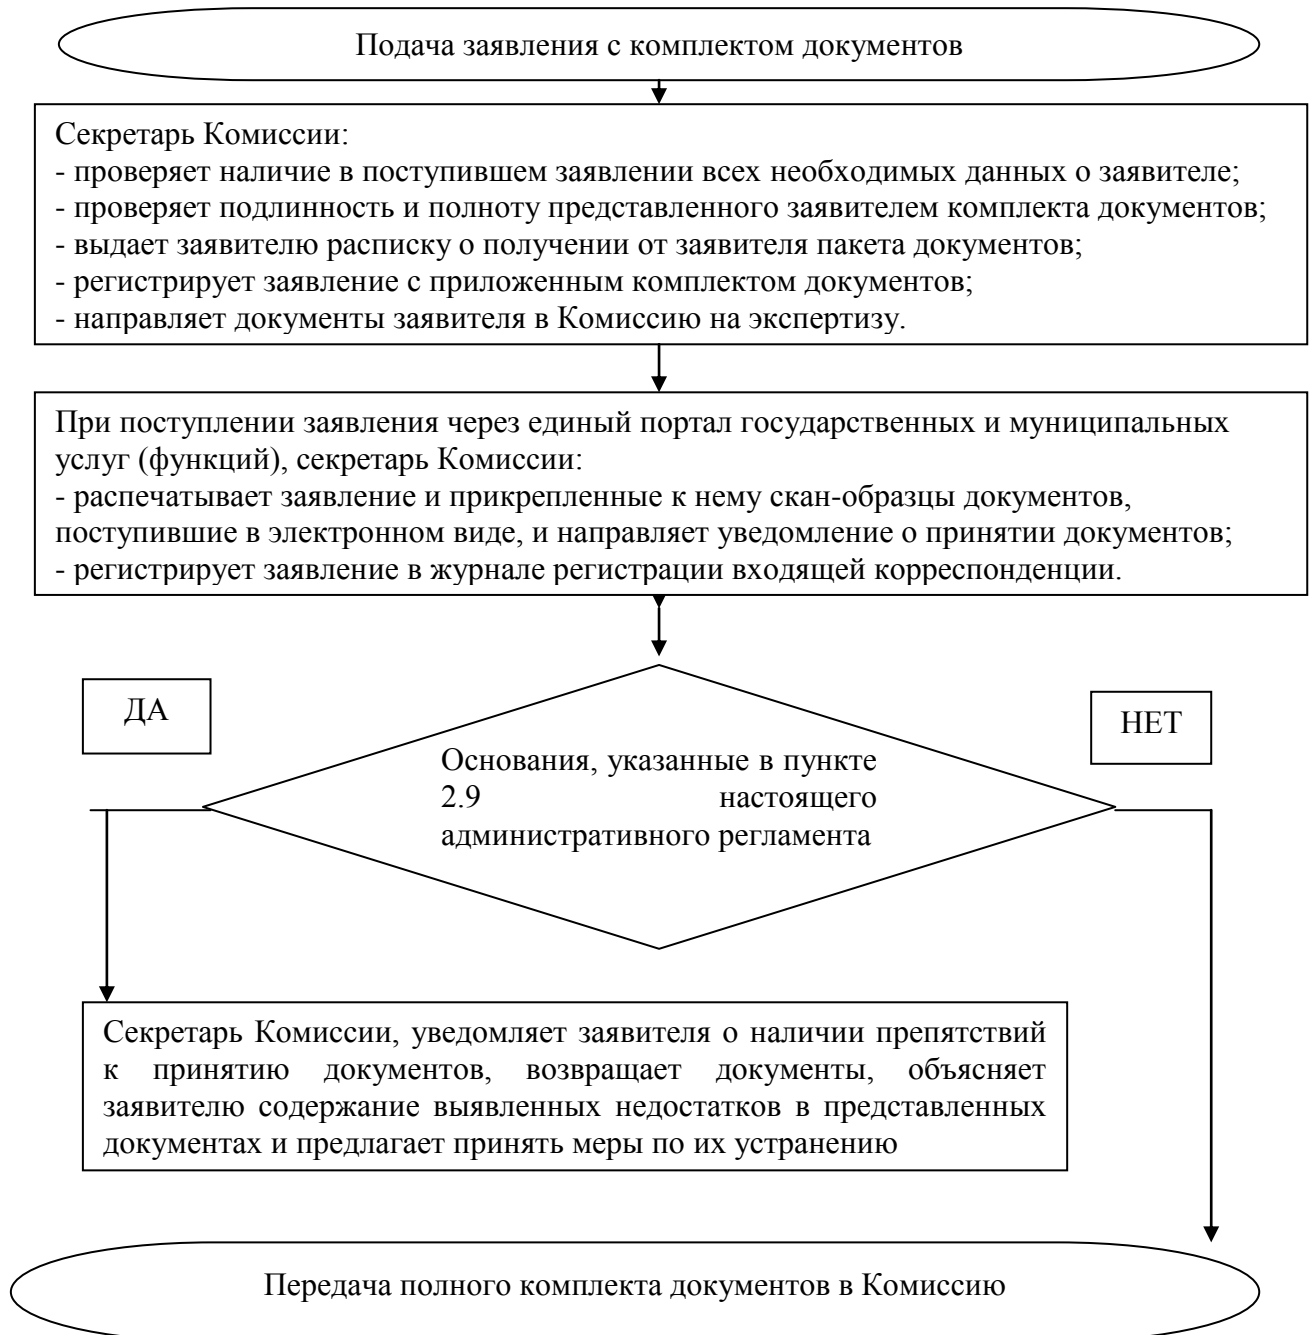 Подача заявления с комплектом документов
Секретарь Комиссии:
- проверяет наличие в поступившем заявлении всех необходимых данных о заявителе;
- проверяет подлинность и полноту представленного заявителем комплекта документов;
- выдает заявителю расписку о получении от заявителя пакета документов;
- регистрирует заявление с приложенным комплектом документов;
- направляет документы заявителя в Комиссию на экспертизу.
При поступлении заявления через единый портал государственных и муниципальных
услуг (функций), секретарь Комиссии:
- распечатывает заявление и прикрепленные к нему скан-образцы документов,
поступившие в электронном виде, и направляет уведомление о принятии документов;
- регистрирует заявление в журнале регистрации входящей корреспонденции.
ДА
НЕТ
Основания, указанные в пункте
2.9 настоящего
административного регламента
Секретарь Комиссии, уведомляет заявителя о наличии препятствий
к принятию документов, возвращает документы, объясняет
заявителю содержание выявленных недостатков в представленных
документах и предлагает принять меры по их устранению
Передача полного комплекта документов в Комиссию